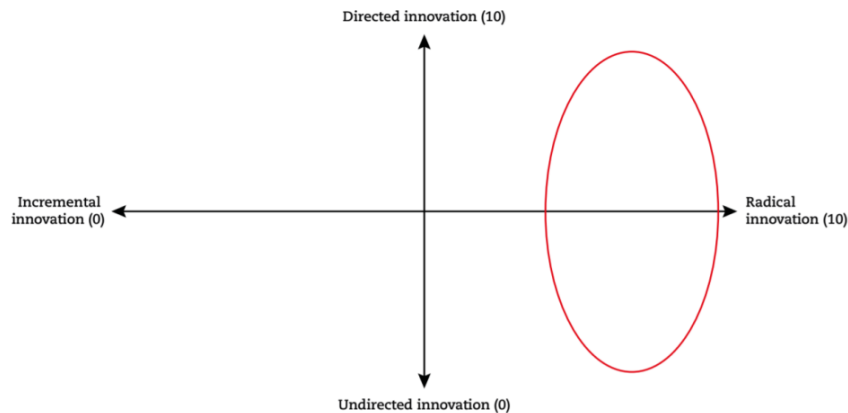 Directed innovation (10)
Incremental
innovation (0)
Radical
innovation (10)
Undirected innovation (0)